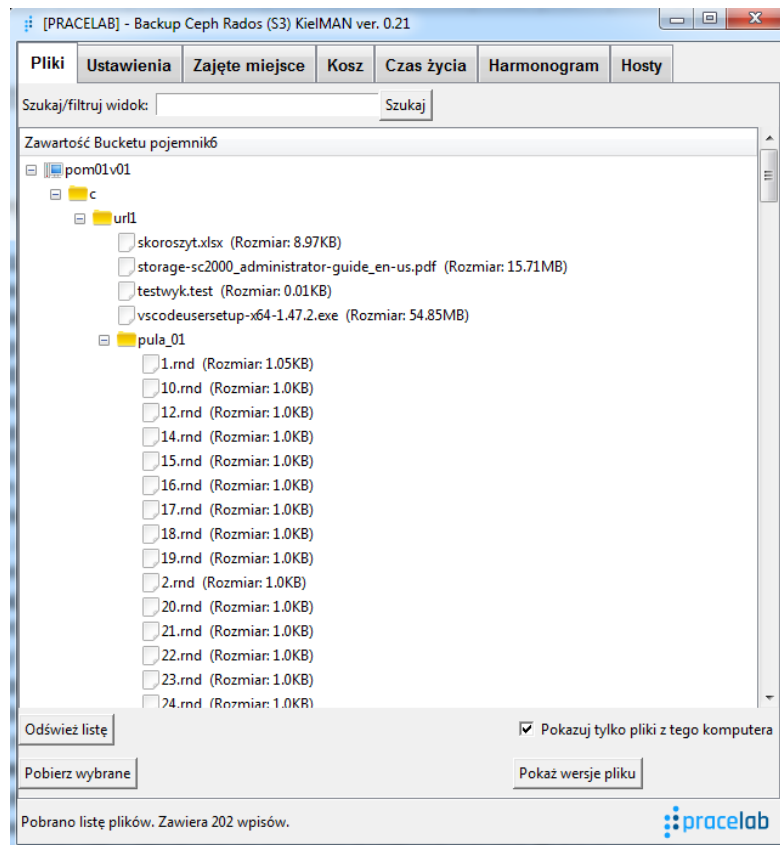 [PRACELAB] - Backup Ceph Rados (S3) KielMAN ver. 0.21
Pliki Ustawienia Zajęte miejsce Kosz Czas życia Harmonogram Hosty
Szukaj/filtruj widok: Szukaj
Zawartość Bucketu pojemnik6
pom01v01
c
url1
skoroszyt.xlsx (Rozmiar: 8.97KB)
storage-sc2000_administrator-guide_en-us.pdf (Rozmiar: 15.71MB)
testwyk.test (Rozmiar: 0.01KB)
vscodeusersetup-x64-1.47.2.exe (Rozmiar: 54.85MB)
pula_01
1.rnd (Rozmiar: 1.05KB)
10.rnd (Rozmiar: 1.0KB)
12.rnd (Rozmiar: 1.0KB)
14.rnd (Rozmiar: 1.0KB)
15.rnd (Rozmiar: 1.0KB)
16.rnd (Rozmiar: 1.0KB)
17.rnd (Rozmiar: 1.0KB)
18.rnd (Rozmiar: 1.0KB)
19.rnd (Rozmiar: 1.0KB)
2.rnd (Rozmiar: 1.0KB)
20.rnd (Rozmiar: 1.0KB)
21.rnd (Rozmiar: 1.0KB)
22.rnd (Rozmiar: 1.0KB)
23.rnd (Rozmiar: 1.0KB)
24.rnd (Rozmiar: 1.0KB)
Odśwież listę Pokazuj tylko pliki z tego komputera
Pobierz wybrane Pokaż wersje pliku
Pobrano listę plików. Zawiera 202 wpisów. pracelab